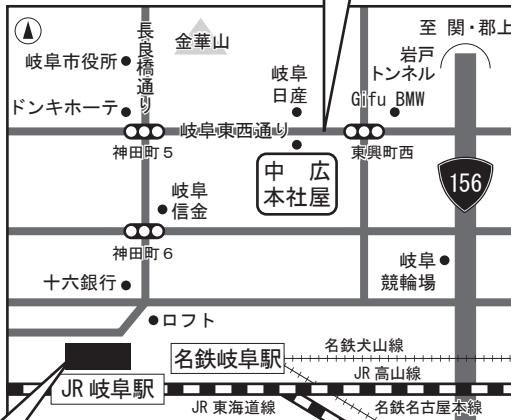 至 関・郡上
長良橋通り
金華山
岩戸
トンネル
岐阜市役所
岐阜
日産
ドンキホーテ
Gifu BMW
岐阜東西通り
神田町5
東興町西
中広
本社屋
156
岐阜
信金
神田町6
岐阜
競輪場
十六銀行
ロフト
名鉄岐阜駅
名鉄犬山線
JR 高山線
JR 岐阜駅
JR 東海道線
名鉄名古屋本線